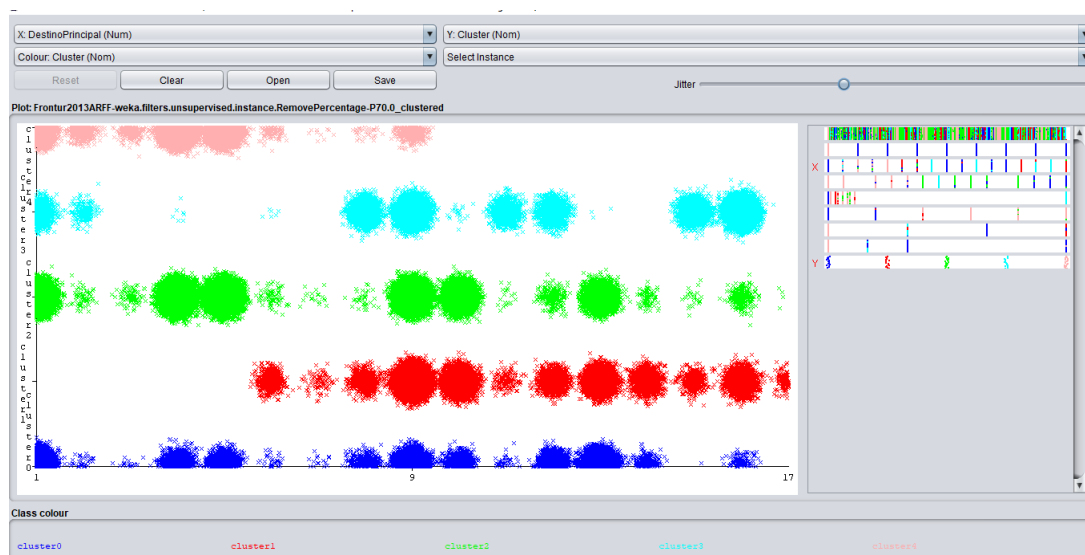 X: DestinoPrincipal (Num)
Y: Cluster (Nom)
Colour: Cluster (Nom)
Select Instance
Reset
Clear
Open
Save
Jitter
Plot: Frontur2013ARFF-weka.filters.unsupervised.instance.RemovePercentage-P70.0_clustered
cluster4
cluster3
cluster2
cluster1
cluster0
1
9
17
X
Y
Class colour
cluster0
cluster1
cluster2
cluster3
cluster4